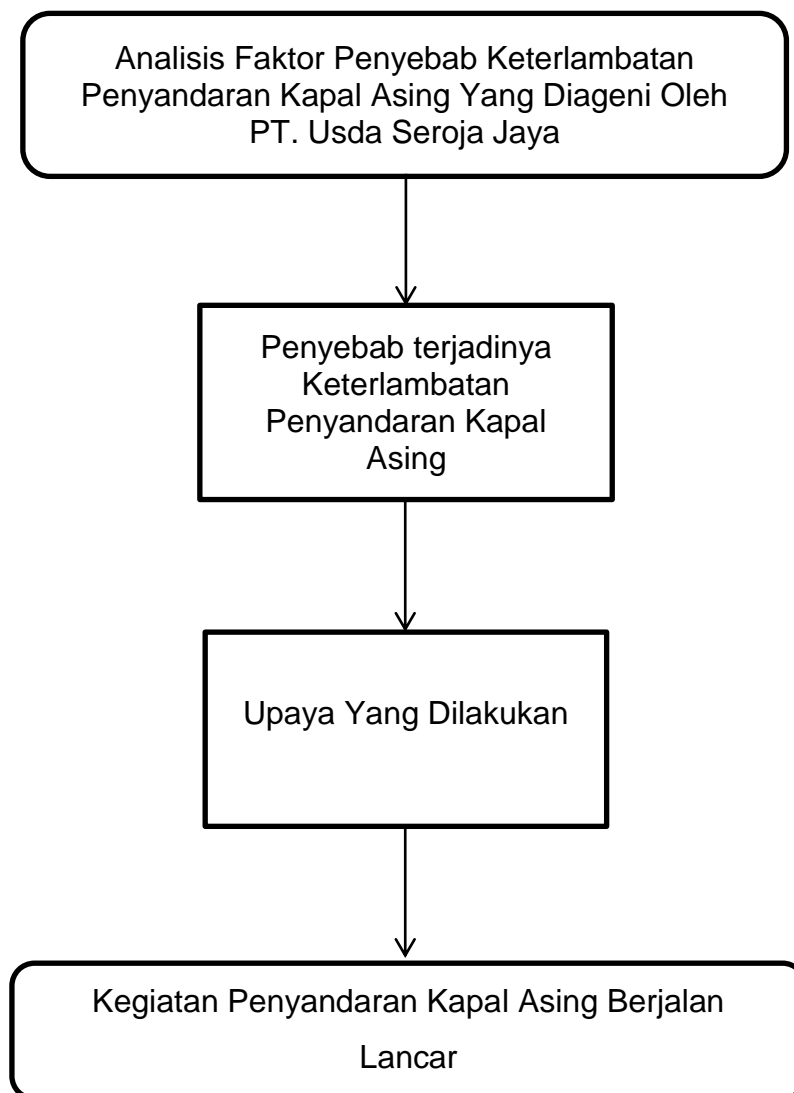 Analisis Faktor Penyebab Keterlambatan
Penyandaran Kapal Asing Yang Diageni Oleh
PT. Usda Seroja Jaya
Penyebab terjadinya
Keterlambatan
Penyandaran Kapal
Asing
Upaya Yang Dilakukan
Kegiatan Penyandaran Kapal Asing Berjalan
Lancar